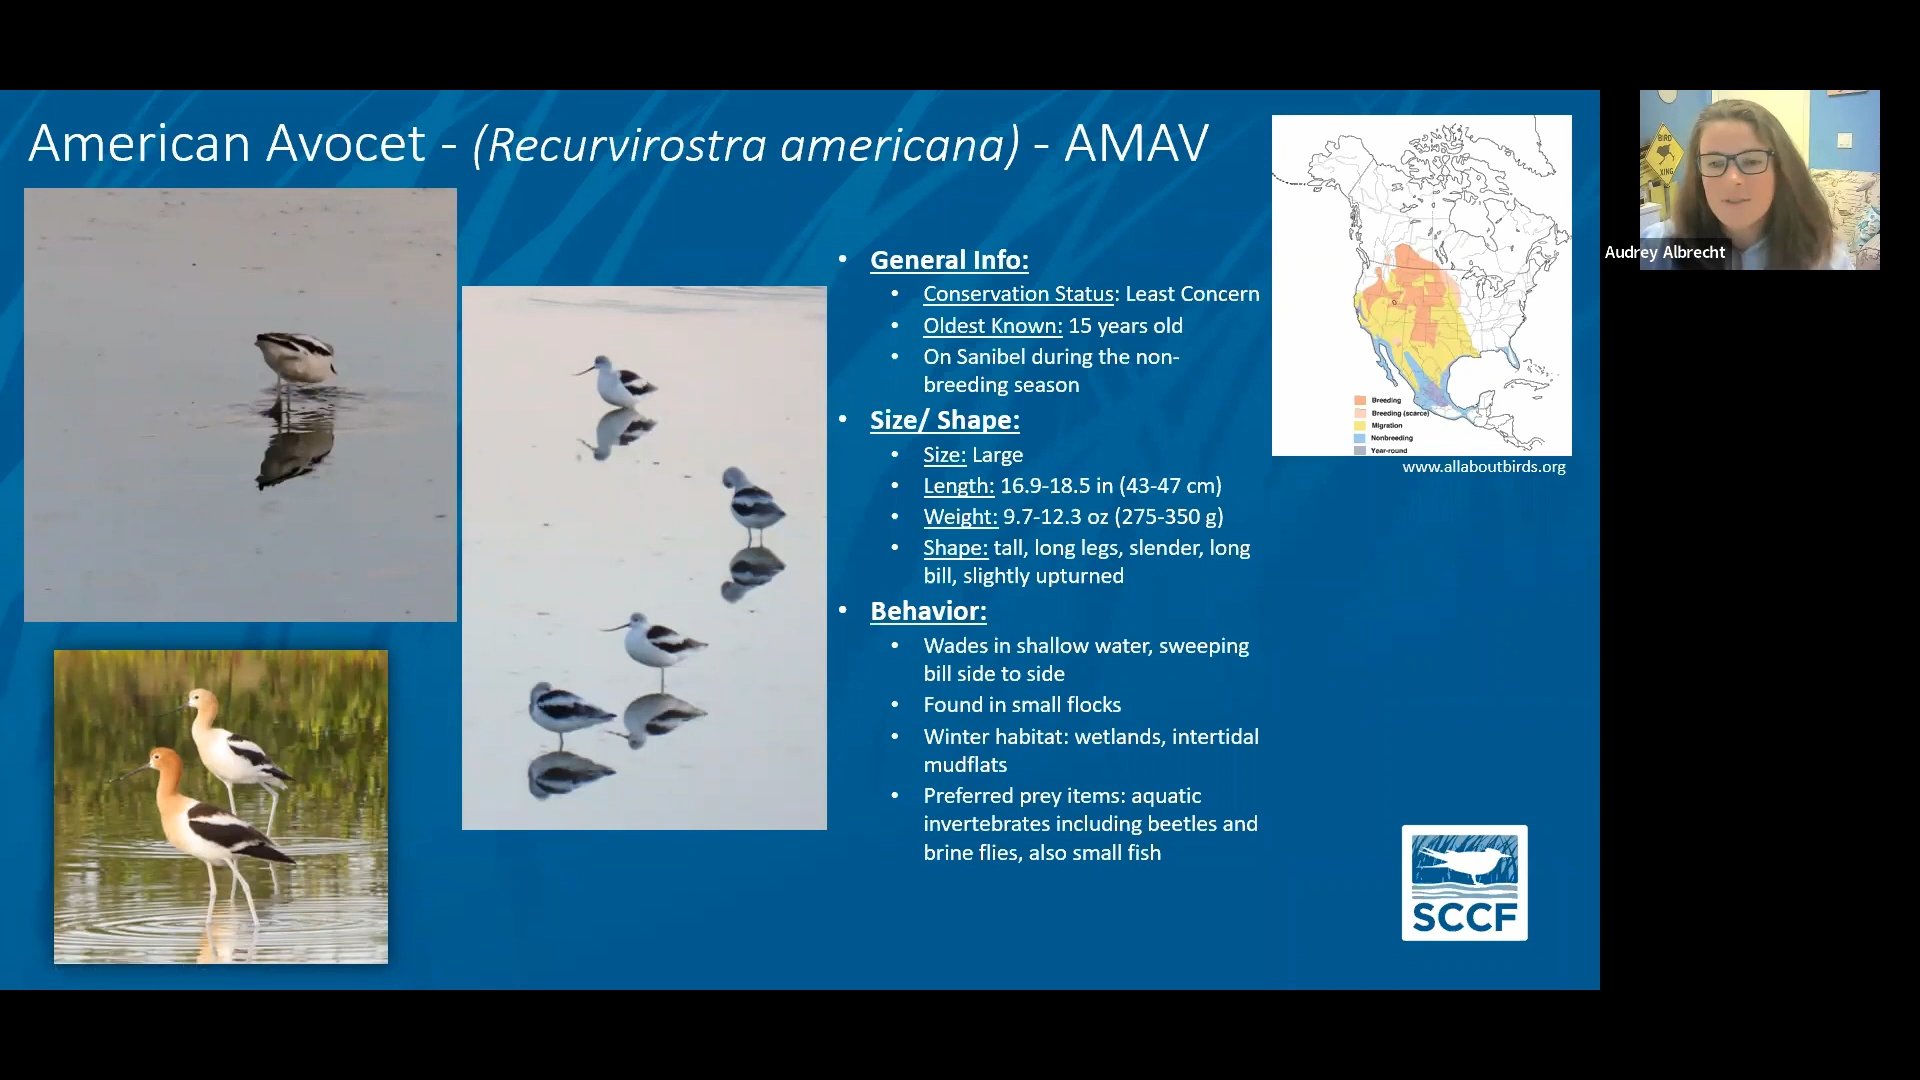 American Avocet - (Recurvirostra americana) - AMAV
• General Info:
• Conservation Status: Least Concern
• Oldest Known: 15 years old
• On Sanibel during the non-
breeding season
• Size/ Shape:
• Size: Large
• Length: 16.9-18.5 in (43-47 cm)
• Weight: 9.7-12.3 oz (275-350 g)
• Shape: tall, long legs, slender, long
bill, slightly upturned
• Behavior:
• Wades in shallow water, sweeping
bill side to side
• Found in small flocks
• Winter habitat: wetlands, intertidal
mudflats
• Preferred prey items: aquatic
invertebrates including beetles and
brine flies, also small fish
Breeding
Breeding (scarce)
Migration
Nonbreeding
Year-round
www.allaboutbirds.org
SCCF
BIRD
XING
Audrey Albrecht